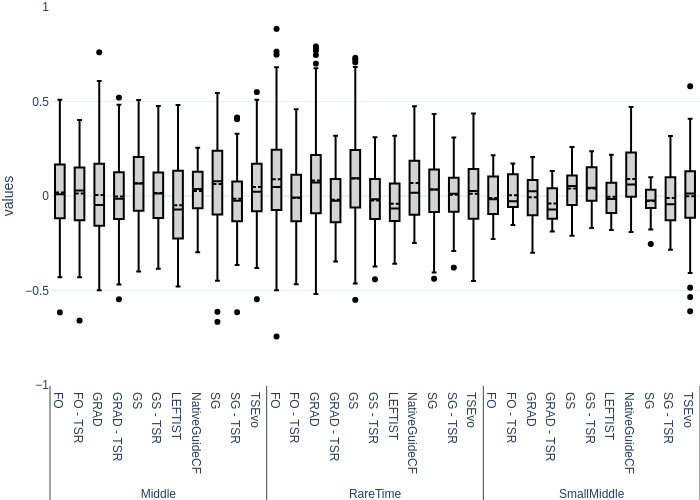 1
0.5
0
−0.5
−1
values
FO
FO - TSR
GRAD
GRAD - TSR
GS
GS - TSR
LEFTIST
NativeGuideCF
SG
SG - TSR
TSEvo
FO
FO - TSR
GRAD
GRAD - TSR
GS
GS - TSR
LEFTIST
NativeGuideCF
SG
SG - TSR
TSEvo
FO
FO - TSR
GRAD
GRAD - TSR
GS
GS - TSR
LEFTIST
NativeGuideCF
SG
SG - TSR
TSEvo
Middle
RareTime
SmallMiddle